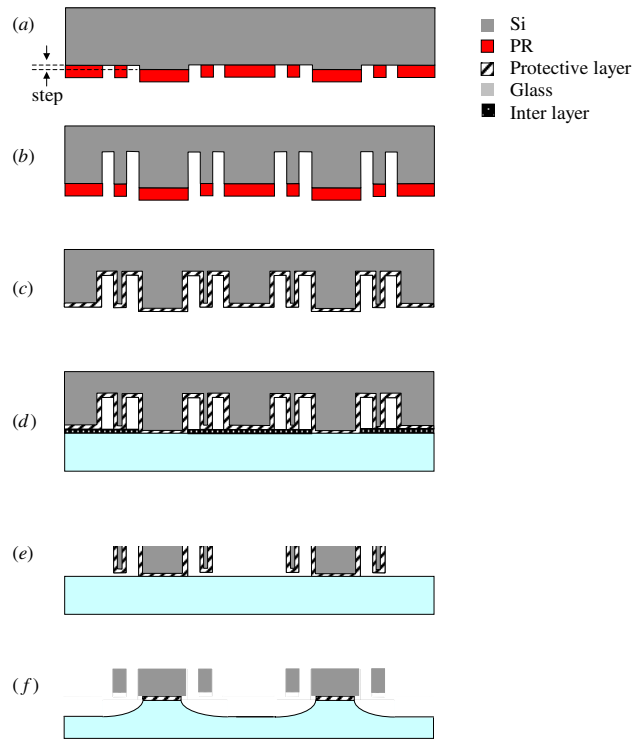 (a)
step
(b)
(c)
(d)
(e)
(f)
Si
PR
Protective layer
Glass
Inter layer